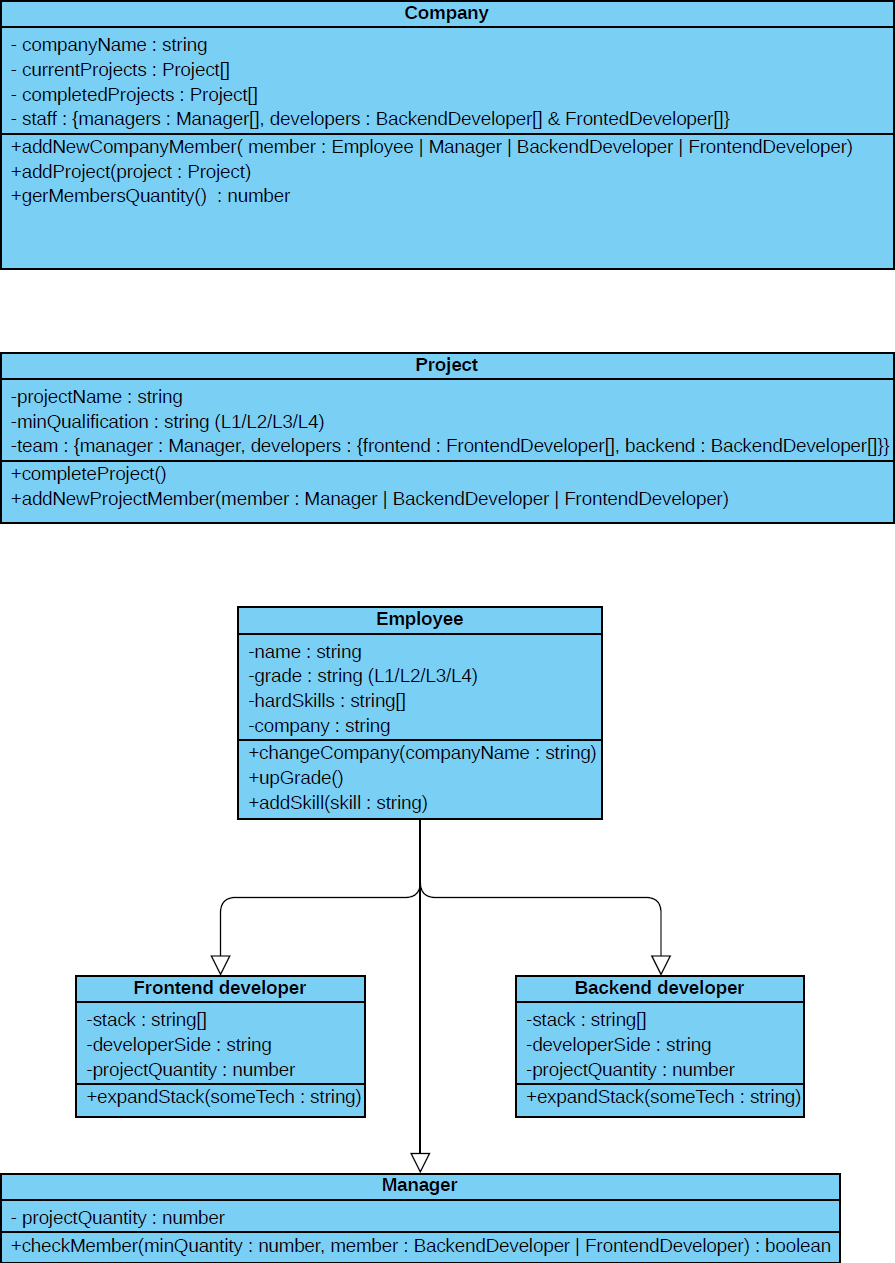 Company
- companyName : string
- currentProjects : Project[]
- completedProjects : Project[]
- staff : {managers : Manager[], developers : BackendDeveloper[] & FrontedDeveloper[]}
+addNewCompanyMember( member : Employee | Manager | BackendDeveloper | FrontendDeveloper)
+addProject(project : Project)
+gerMembersQuantity()  : number
Project
-projectName : string
-minQualification : string (L1/L2/L3/L4)
-team : {manager : Manager, developers : {frontend : FrontendDeveloper[], backend : BackendDeveloper[]}}
+completeProject()
+addNewProjectMember(member : Manager | BackendDeveloper | FrontendDeveloper)
Employee
-name : string
-grade : string (L1/L2/L3/L4)
-hardSkills : string[]
-company : string
+changeCompany(companyName : string)
+upGrade()
+addSkill(skill : string)
Frontend developer
-stack : string[]
-developerSide : string
-projectQuantity : number
+expandStack(someTech : string)
Backend developer
-stack : string[]
-developerSide : string
-projectQuantity : number
+expandStack(someTech : string)
Manager
- projectQuantity : number
+checkMember(minQuantity : number, member : BackendDeveloper | FrontendDeveloper) : boolean